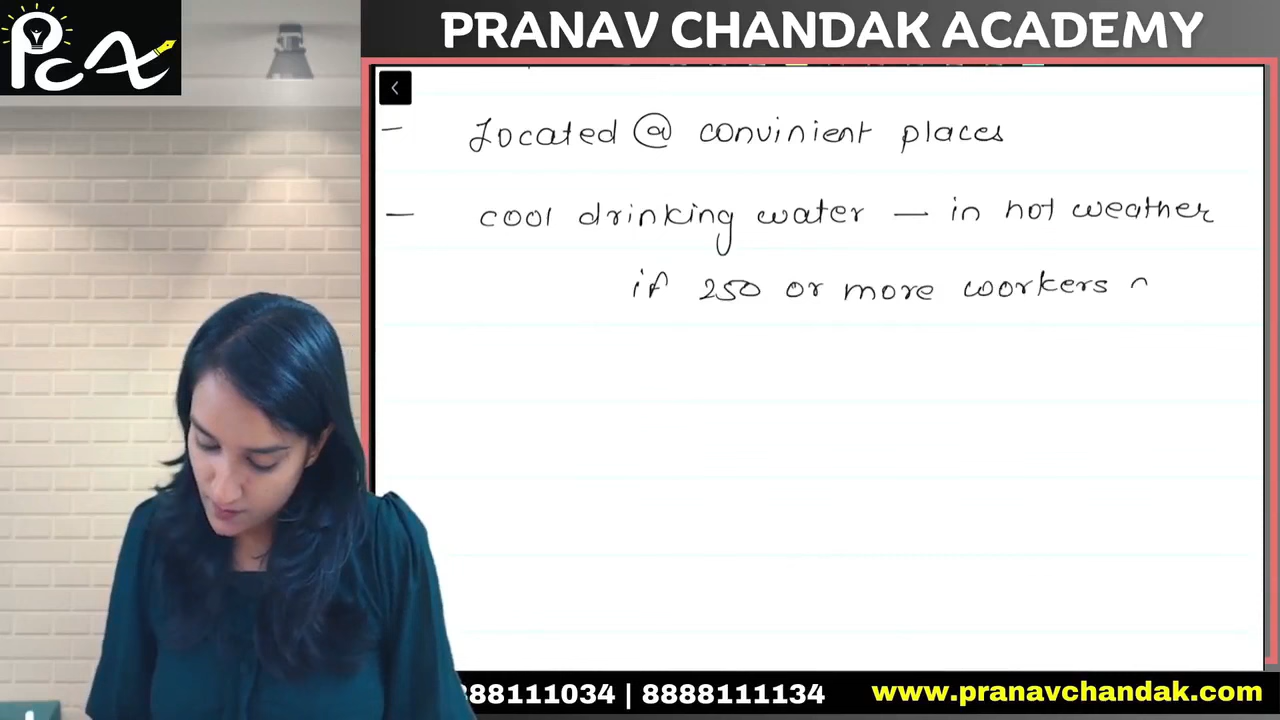 PCA
PRANAV CHANDAK ACADEMY
- Located @ convinient places
- cool drinking water - in hot weather
if 250 or more workers
888111034 | 8888111134
www.pranavchandak.com